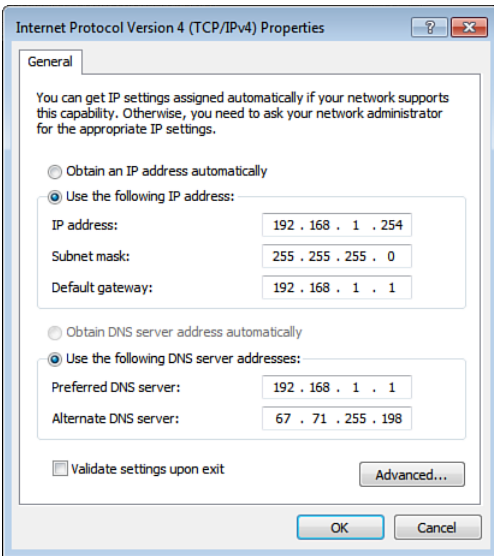 Internet Protocol Version 4 (TCP/IPv4) Properties
General
You can get IP settings assigned automatically if your network supports
this capability. Otherwise, you need to ask your network administrator
for the appropriate IP settings.
Obtain an IP address automatically
Use the following IP address:
IP address: 192 . 168 . 1 . 254
Subnet mask: 255 . 255 . 255 . 0
Default gateway: 192 . 168 . 1 . 1
Obtain DNS server address automatically
Use the following DNS server addresses:
Preferred DNS server: 192 . 168 . 1 . 1
Alternate DNS server: 67 . 71 . 255 . 198
Validate settings upon exit
Advanced...
OK Cancel